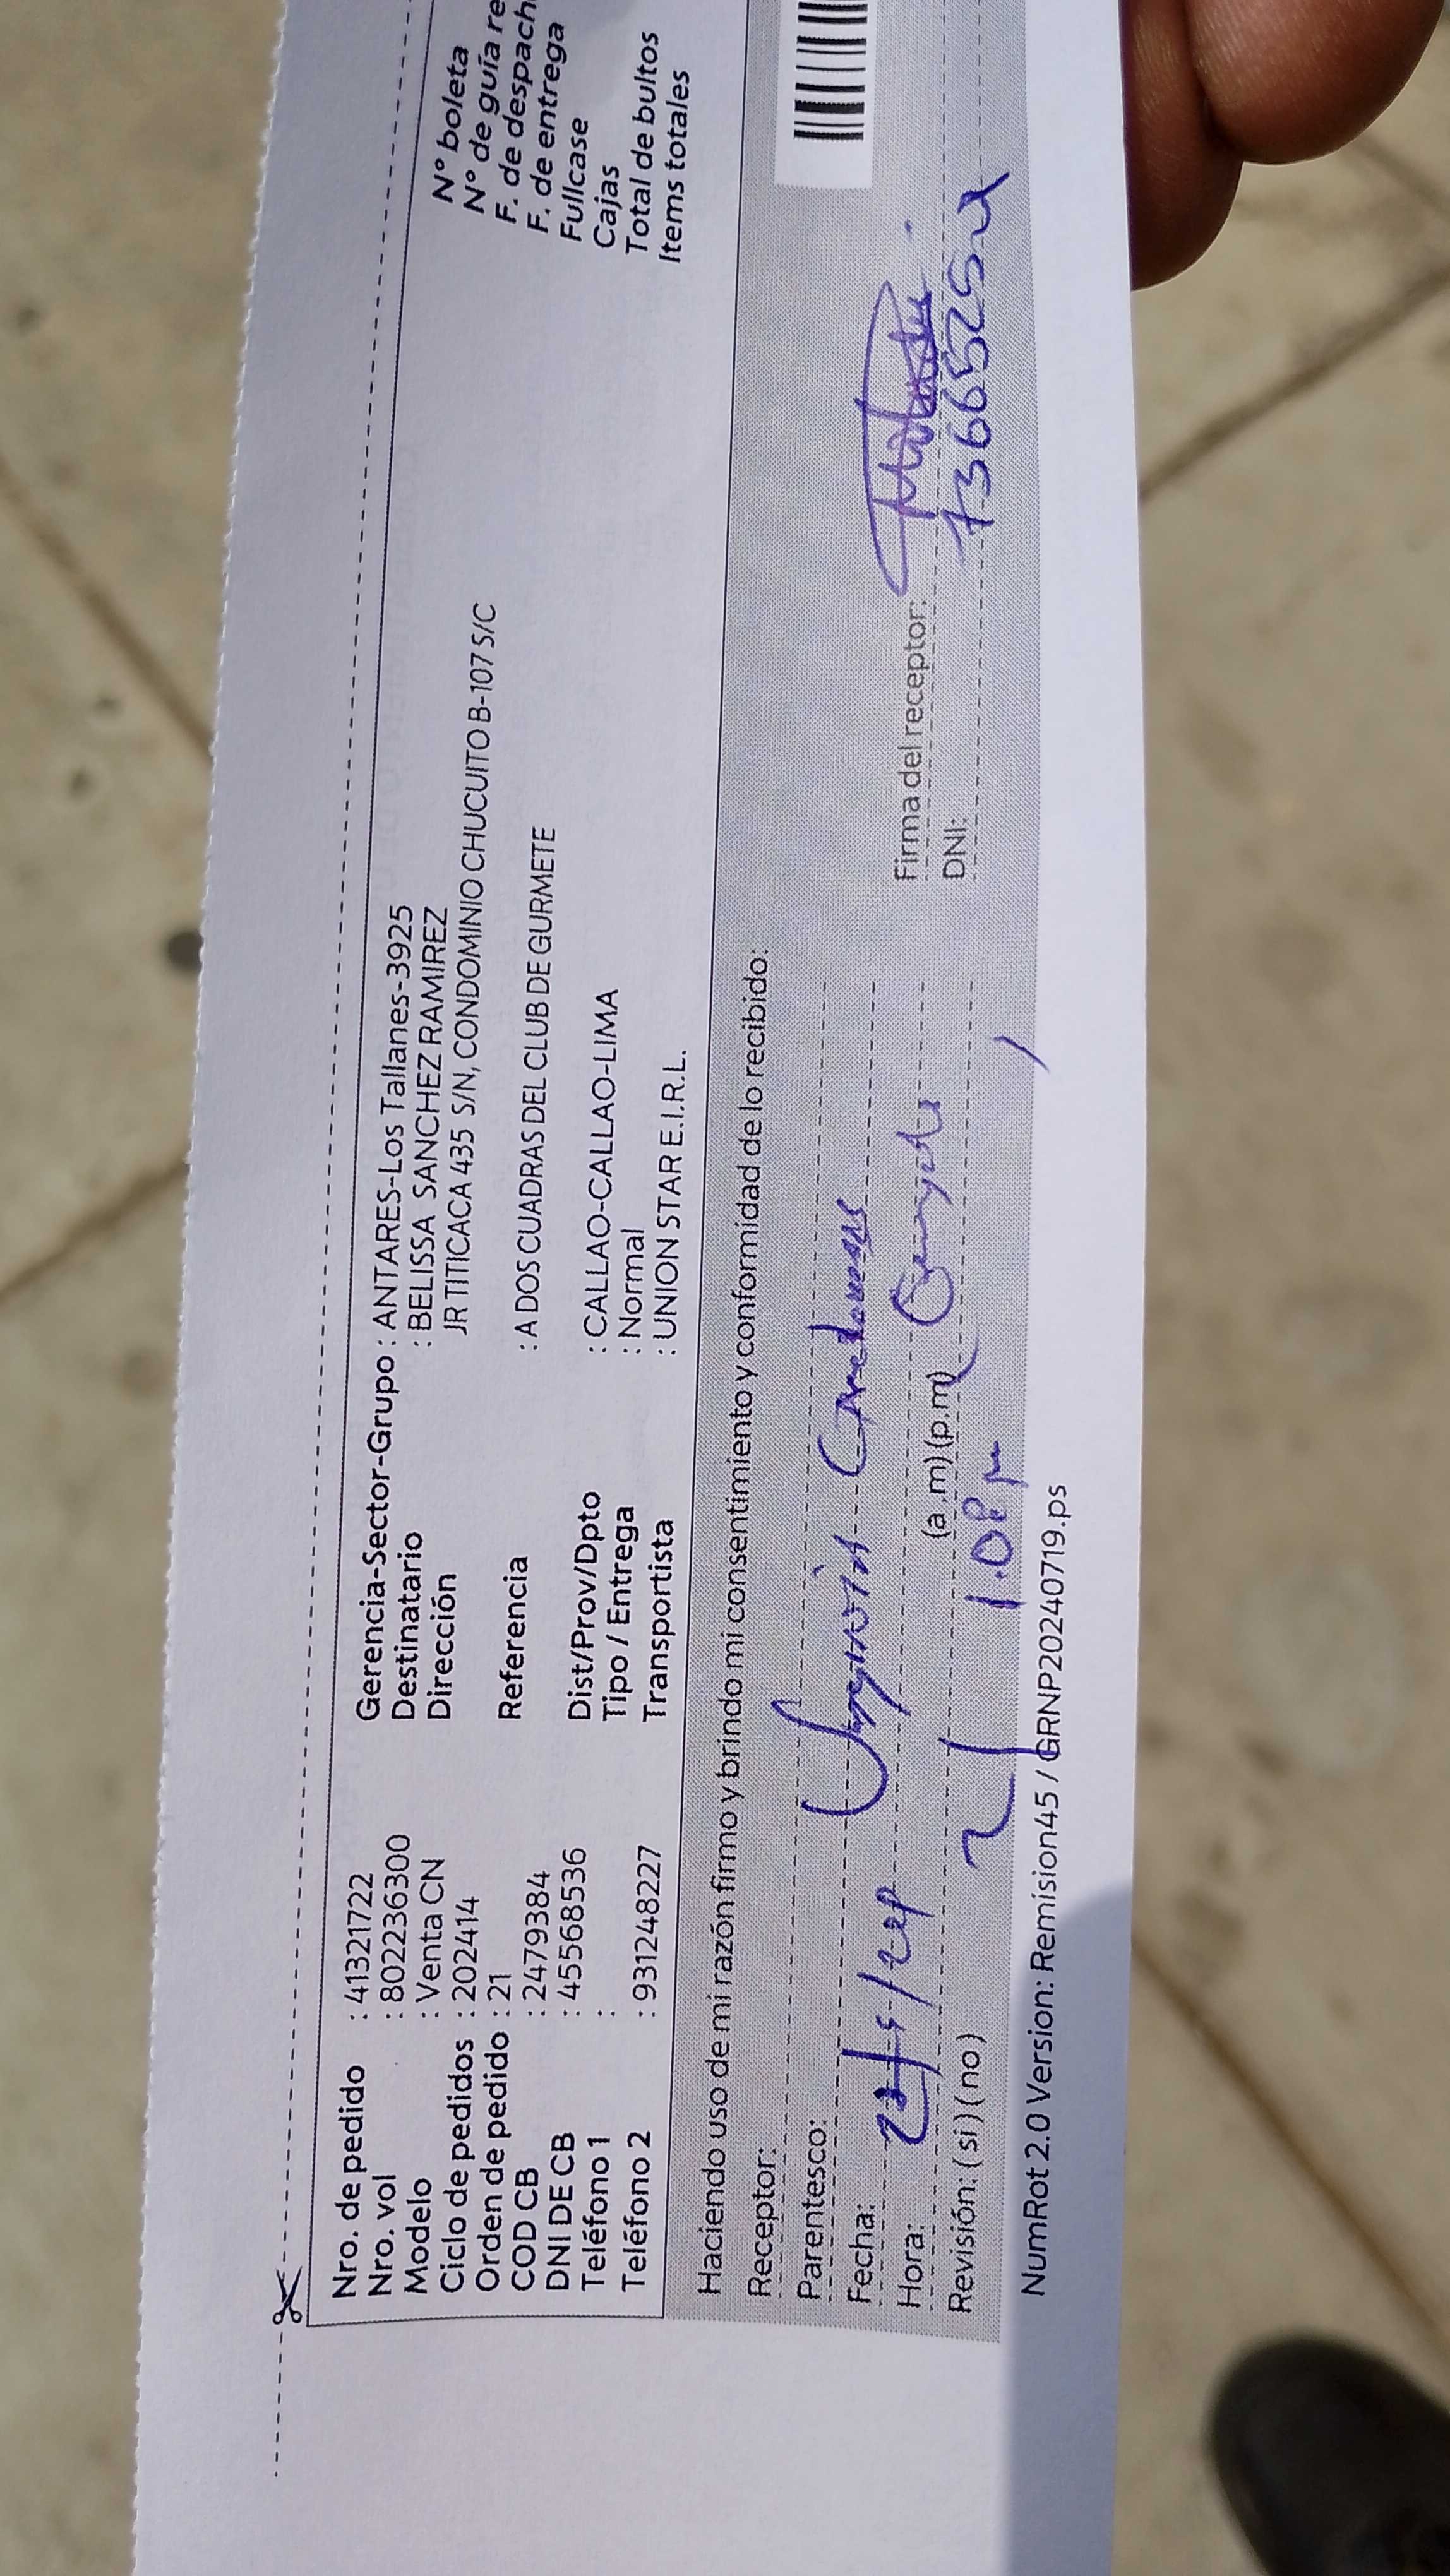 Nro. de pedido : 41321722
Nro. vol : 8022236300
Modelo : Venta CN
Ciclo de pedidos : 202414
Orden de pedido : 21
COD CB : 2479384
DNI DE CB : 45568536
Teléfono 1 :
Teléfono 2 : 931248227
Gerencia-Sector-Grupo : ANTARES-Los Tallanes-3925
Destinatario : BELISSA SANCHEZ RAMIREZ
Dirección JR TITICACA 435 S/N, CONDOMINIO CHUCUITO B-107 S/C
Referencia : A DOS CUADRAS DEL CLUB DE GURMETE
Dist/Prov/Dpto : CALLAO-CALLAO-LIMA
Tipo / Entrega : Normal
Transportista : UNION STAR E.I.R.L.
N° boleta
N° de guía re
F. de despach
F. de entrega
Fullcase
Cajas
Total de bultos
Items totales
Haciendo uso de mi razón firmo y brindo mi consentimiento y conformidad de lo recibido:
Receptor:
Parentesco:
Fecha:
Hora: (a.m) (p.m)
Revisión: (si) (no) 1.08 p
Firma del receptor:
DNI:
NumRot 2.0 Version: Remision45 / GRNP20240719.ps